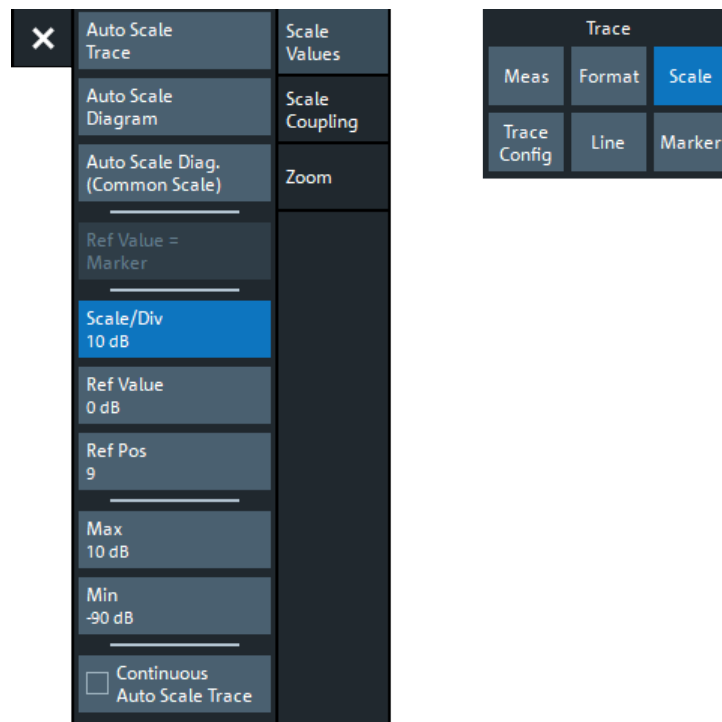 Auto Scale
Trace
Auto Scale
Diagram
Auto Scale Diag.
(Common Scale)
Ref Value =
Marker
Scale/Div
10 dB
Ref Value
0 dB
Ref Pos
9
Max
10 dB
Min
-90 dB
Continuous
Auto Scale Trace
Scale
Values
Scale
Coupling
Zoom
Trace
Meas
Format
Scale
Trace
Config
Line
Marker